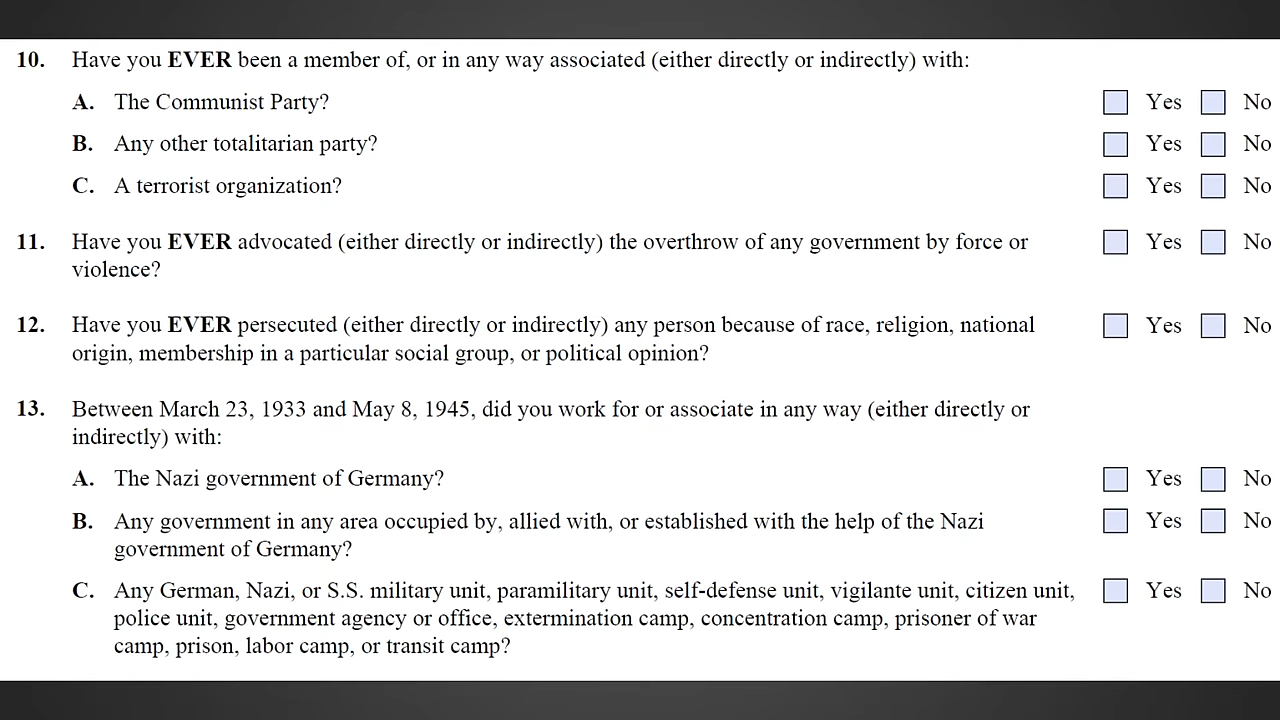 10. Have you EVER been a member of, or in any way associated (either directly or indirectly) with:
A. The Communist Party? Yes No
B. Any other totalitarian party? Yes No
C. A terrorist organization? Yes No
11. Have you EVER advocated (either directly or indirectly) the overthrow of any government by force or Yes No
violence?
12. Have you EVER persecuted (either directly or indirectly) any person because of race, religion, national Yes No
origin, membership in a particular social group, or political opinion?
13. Between March 23, 1933 and May 8, 1945, did you work for or associate in any way (either directly or
indirectly) with:
A. The Nazi government of Germany? Yes No
B. Any government in any area occupied by, allied with, or established with the help of the Nazi Yes No
government of Germany?
C. Any German, Nazi, or S.S. military unit, paramilitary unit, self-defense unit, vigilante unit, citizen unit, Yes No
police unit, government agency or office, extermination camp, concentration camp, prisoner of war
camp, prison, labor camp, or transit camp?